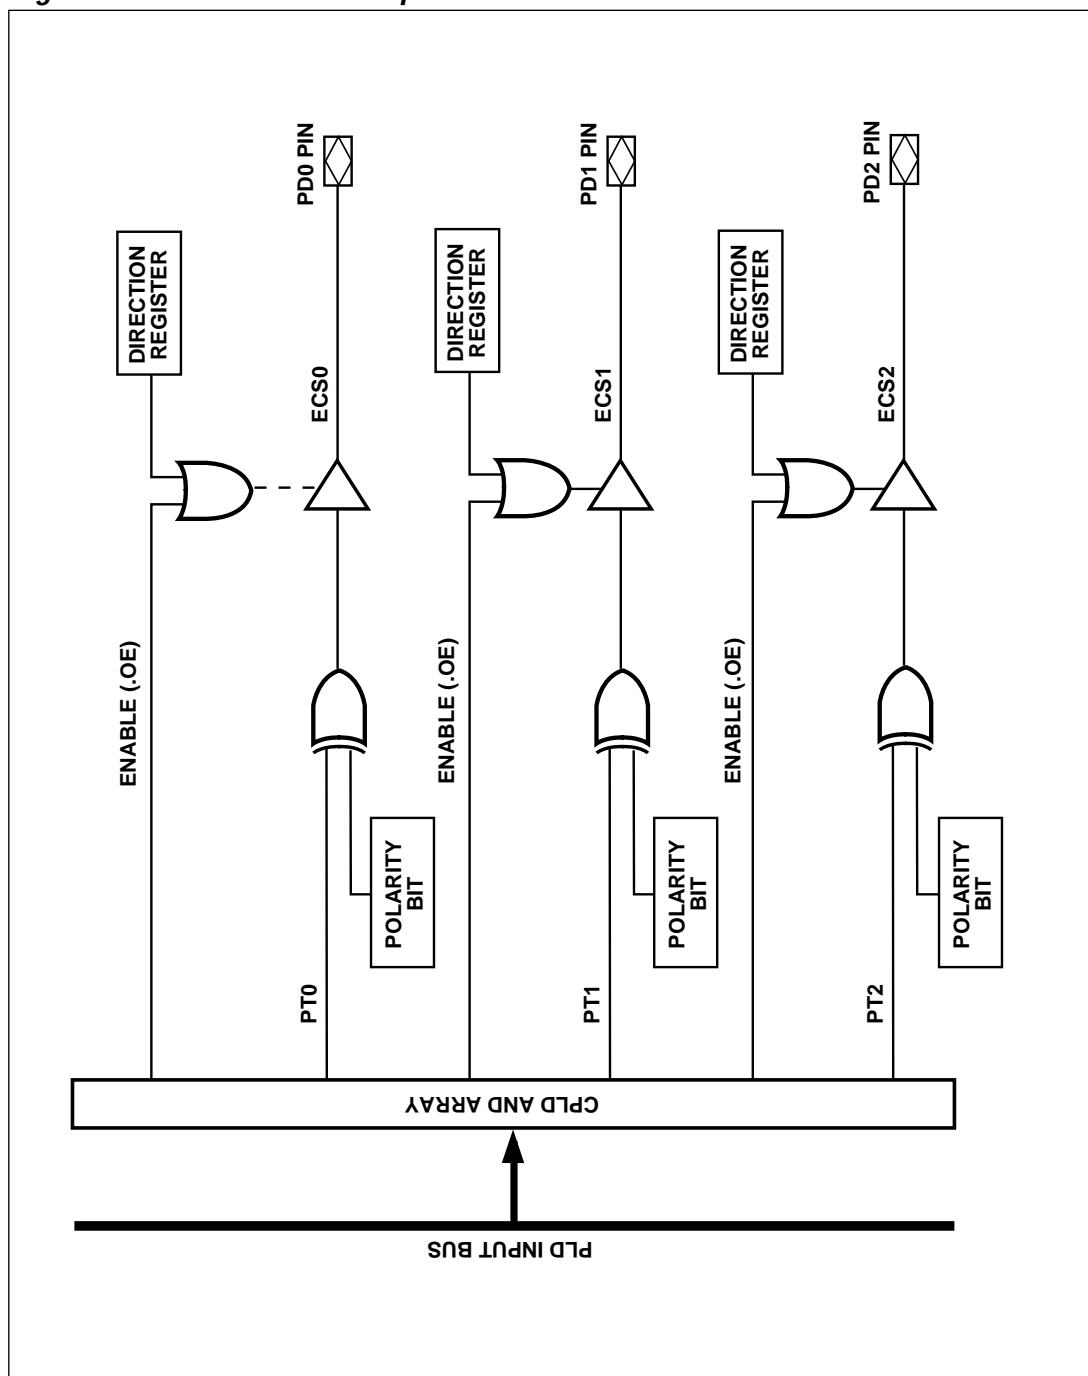 ENABLE (.OE)
DIRECTION
REGISTER
PT0
POLARITY
BIT
ECS0
PD0 PIN
ENABLE (.OE)
DIRECTION
REGISTER
PT1
POLARITY
BIT
ECS1
PD1 PIN
ENABLE (.OE)
DIRECTION
REGISTER
PT2
POLARITY
BIT
ECS2
PD2 PIN
CPLD AND ARRAY
PLD INPUT BUS